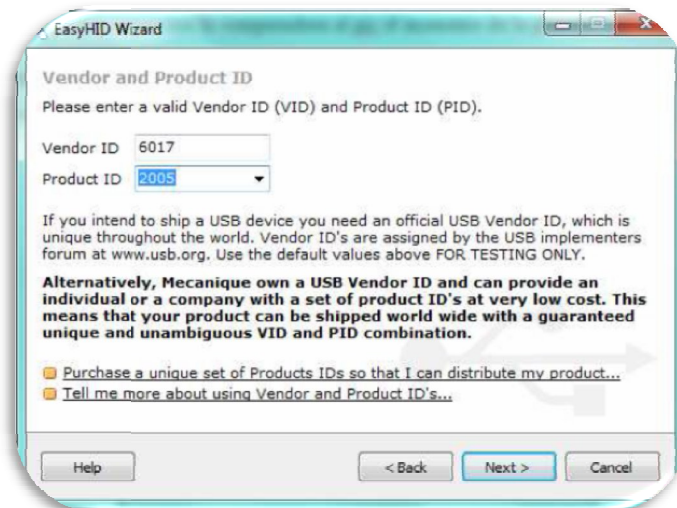 EasyHID Wizard
Vendor and Product ID
Please enter a valid Vendor ID (VID) and Product ID (PID).
Vendor ID 6017
Product ID 2005
If you intend to ship a USB device you need an official USB Vendor ID, which is
unique throughout the world. Vendor ID's are assigned by the USB implementers
forum at www.usb.org. Use the default values above FOR TESTING ONLY.
Alternatively, Mecanique own a USB Vendor ID and can provide an
individual or a company with a set of product ID's at very low cost. This
means that your product can be shipped world wide with a guaranteed
unique and unambiguous VID and PID combination.
Purchase a unique set of Products IDs so that I can distribute my product...
Tell me more about using Vendor and Product ID's...
Help < Back Next > Cancel